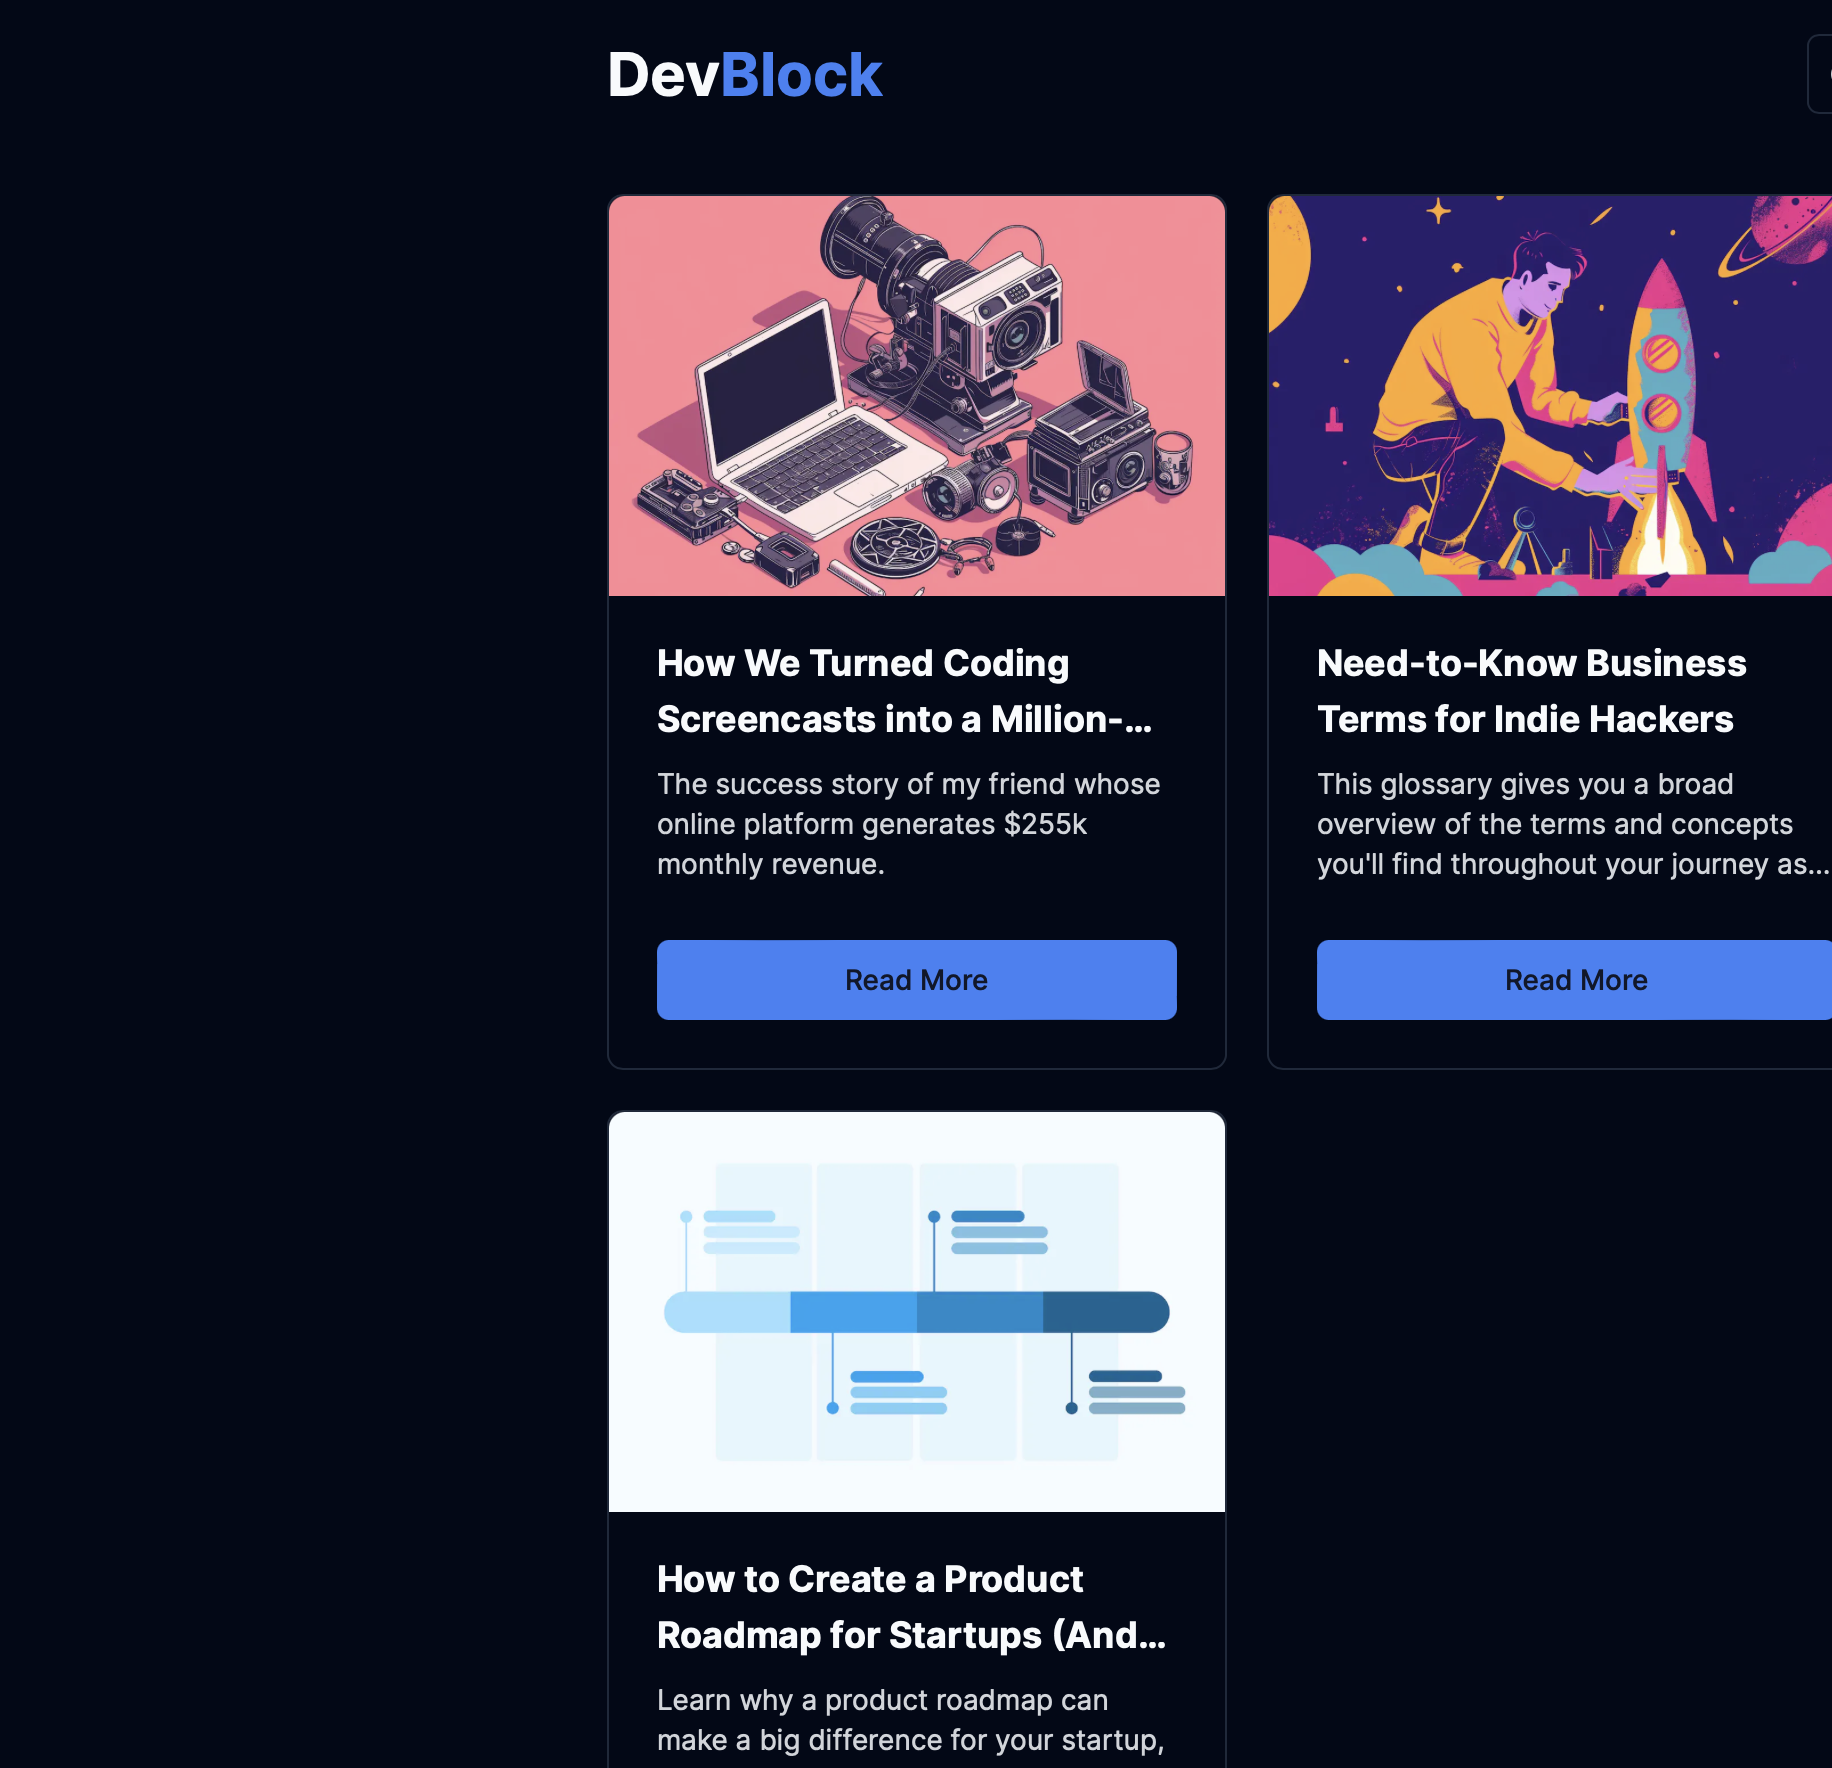 DevBlock
How We Turned Coding
Screencasts into a Million-...
The success story of my friend whose
online platform generates $255k
monthly revenue.
Read More
Need-to-Know Business
Terms for Indie Hackers
This glossary gives you a broad
overview of the terms and concepts
you'll find throughout your journey as...
Read More
How to Create a Product
Roadmap for Startups (And...
Learn why a product roadmap can
make a big difference for your startup,